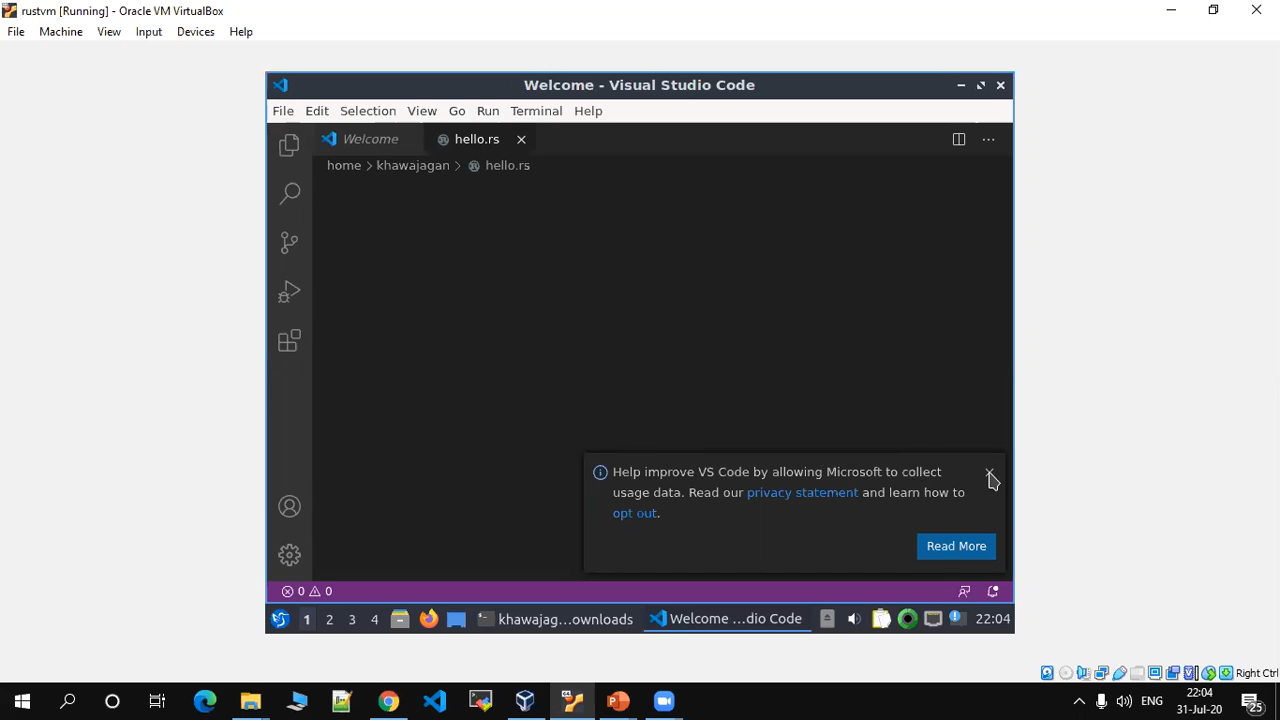 rustvm [Running] - Oracle VM VirtualBox
File Machine View Input Devices Help
Welcome - Visual Studio Code
File Edit Selection View Go Run Terminal Help
Welcome hello.rs
home > khawajagan > hello.rs
Help improve VS Code by allowing Microsoft to collect
usage data. Read our privacy statement and learn how to
opt out.
Read More
0 0
1 2 3 4 khawajag...ownloads Welcome ...dio Code 22:04
Right Ctrl
ENG 22:04
31-Jul-20 25